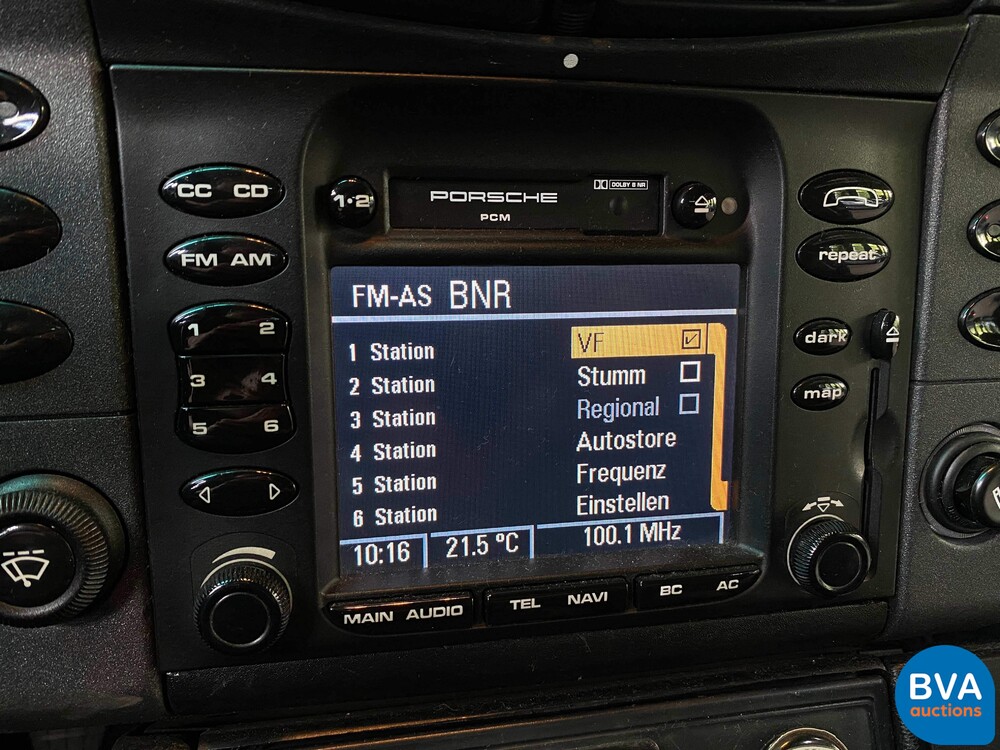 CC CD
1•2
PORSCHE
PCM
DOLBY B NR
FM AM
repeat
1 2
3 4
5 6
dark
map
FM-AS BNR
1 Station
2 Station
3 Station
4 Station
5 Station
6 Station
VF
Stumm
Regional
Autostore
Frequenz
Einstellen
10:16 21.5 ºC 100.1 MHz
MAIN AUDIO TEL NAVI BC AC
BVA
auctions